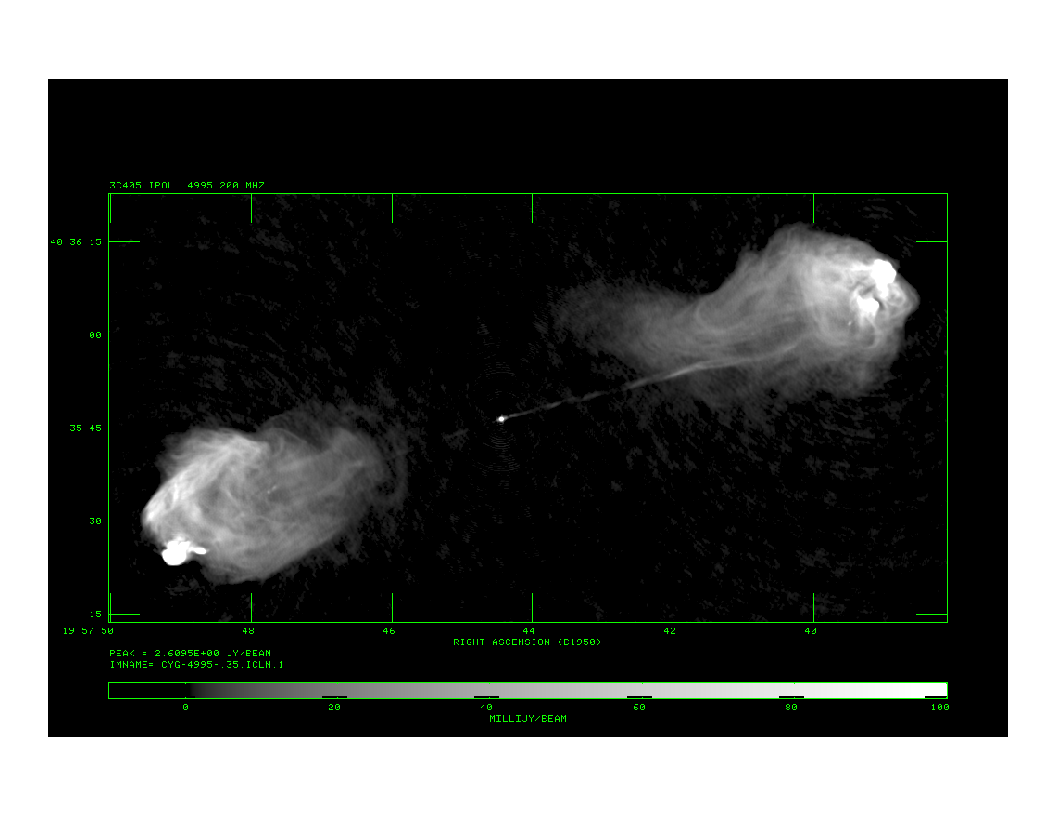 IPOL 4995.200 MHZ
40 36 15
00
35 45
30
15
19 57 50 48 46 44 42 40
RIGHT ASCENSION (B1950)
PEAK = 2.6095E+00 JY/BEAM
IMNAME= CYG-4995-.35.ICLN.1
0 20 40 60 80 100
MILLIJY/BEAM